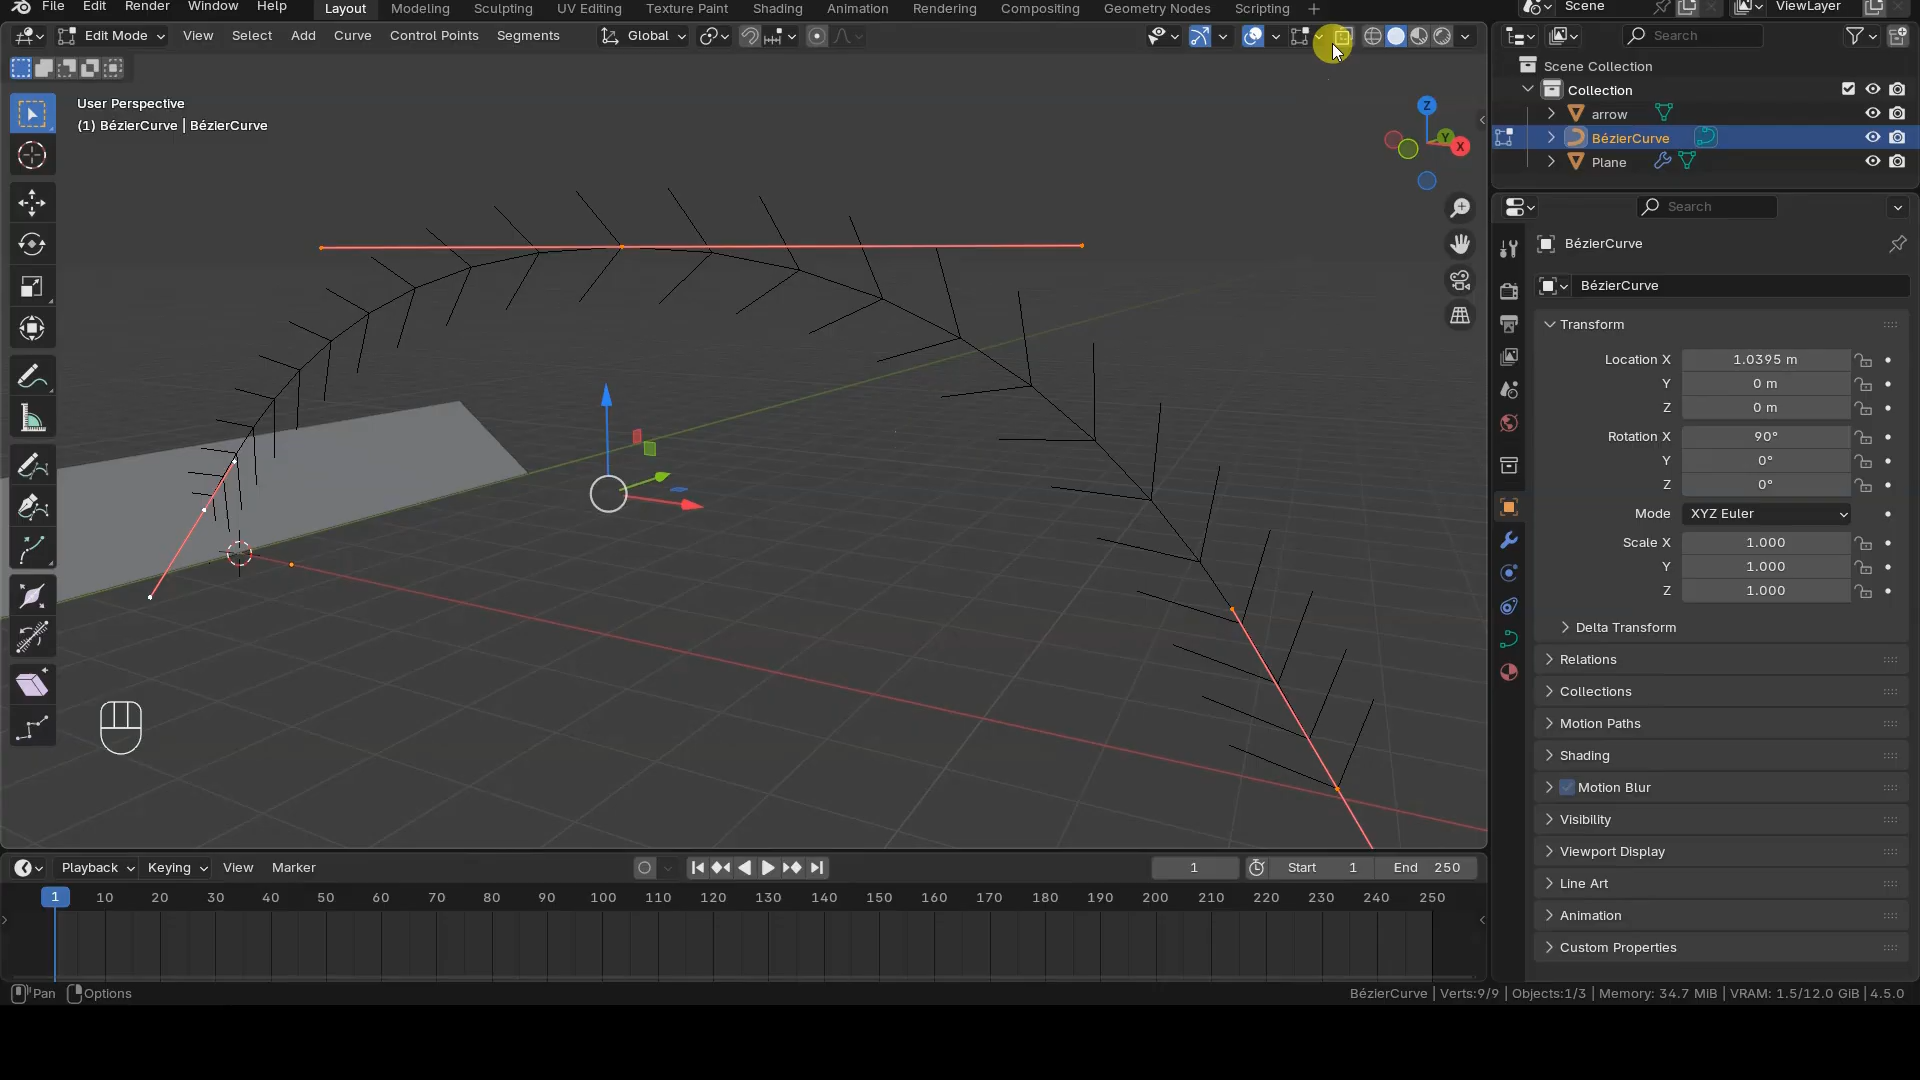 File Edit Render Window Help Layout Modeling Sculpting UV Editing Texture Paint Shading Animation Rendering Compositing Geometry Nodes Scripting + Scene ViewLayer
Edit Mode View Select Add Curve Control Points Segments Global Search
User Perspective
(1) BézierCurve | BézierCurve
Z
Y
X
Scene Collection
Collection
arrow
BézierCurve
Plane
Search
BézierCurve
BézierCurve
Transform
Location X 1.0395 m
Y 0 m
Z 0 m
Rotation X 90°
Y 0°
Z 0°
Mode XYZ Euler
Scale X 1.000
Y 1.000
Z 1.000
Delta Transform
Relations
Collections
Motion Paths
Shading
Motion Blur
Visibility
Viewport Display
Line Art
Animation
Custom Properties
Playback Keying View Marker 1 Start 1 End 250
1 10 20 30 40 50 60 70 80 90 100 110 120 130 140 150 160 170 180 190 200 210 220 230 240 250
Pan Options BézierCurve | Verts:9/9 | Objects:1/3 | Memory: 34.7 MiB | VRAM: 1.5/12.0 GiB | 4.5.0